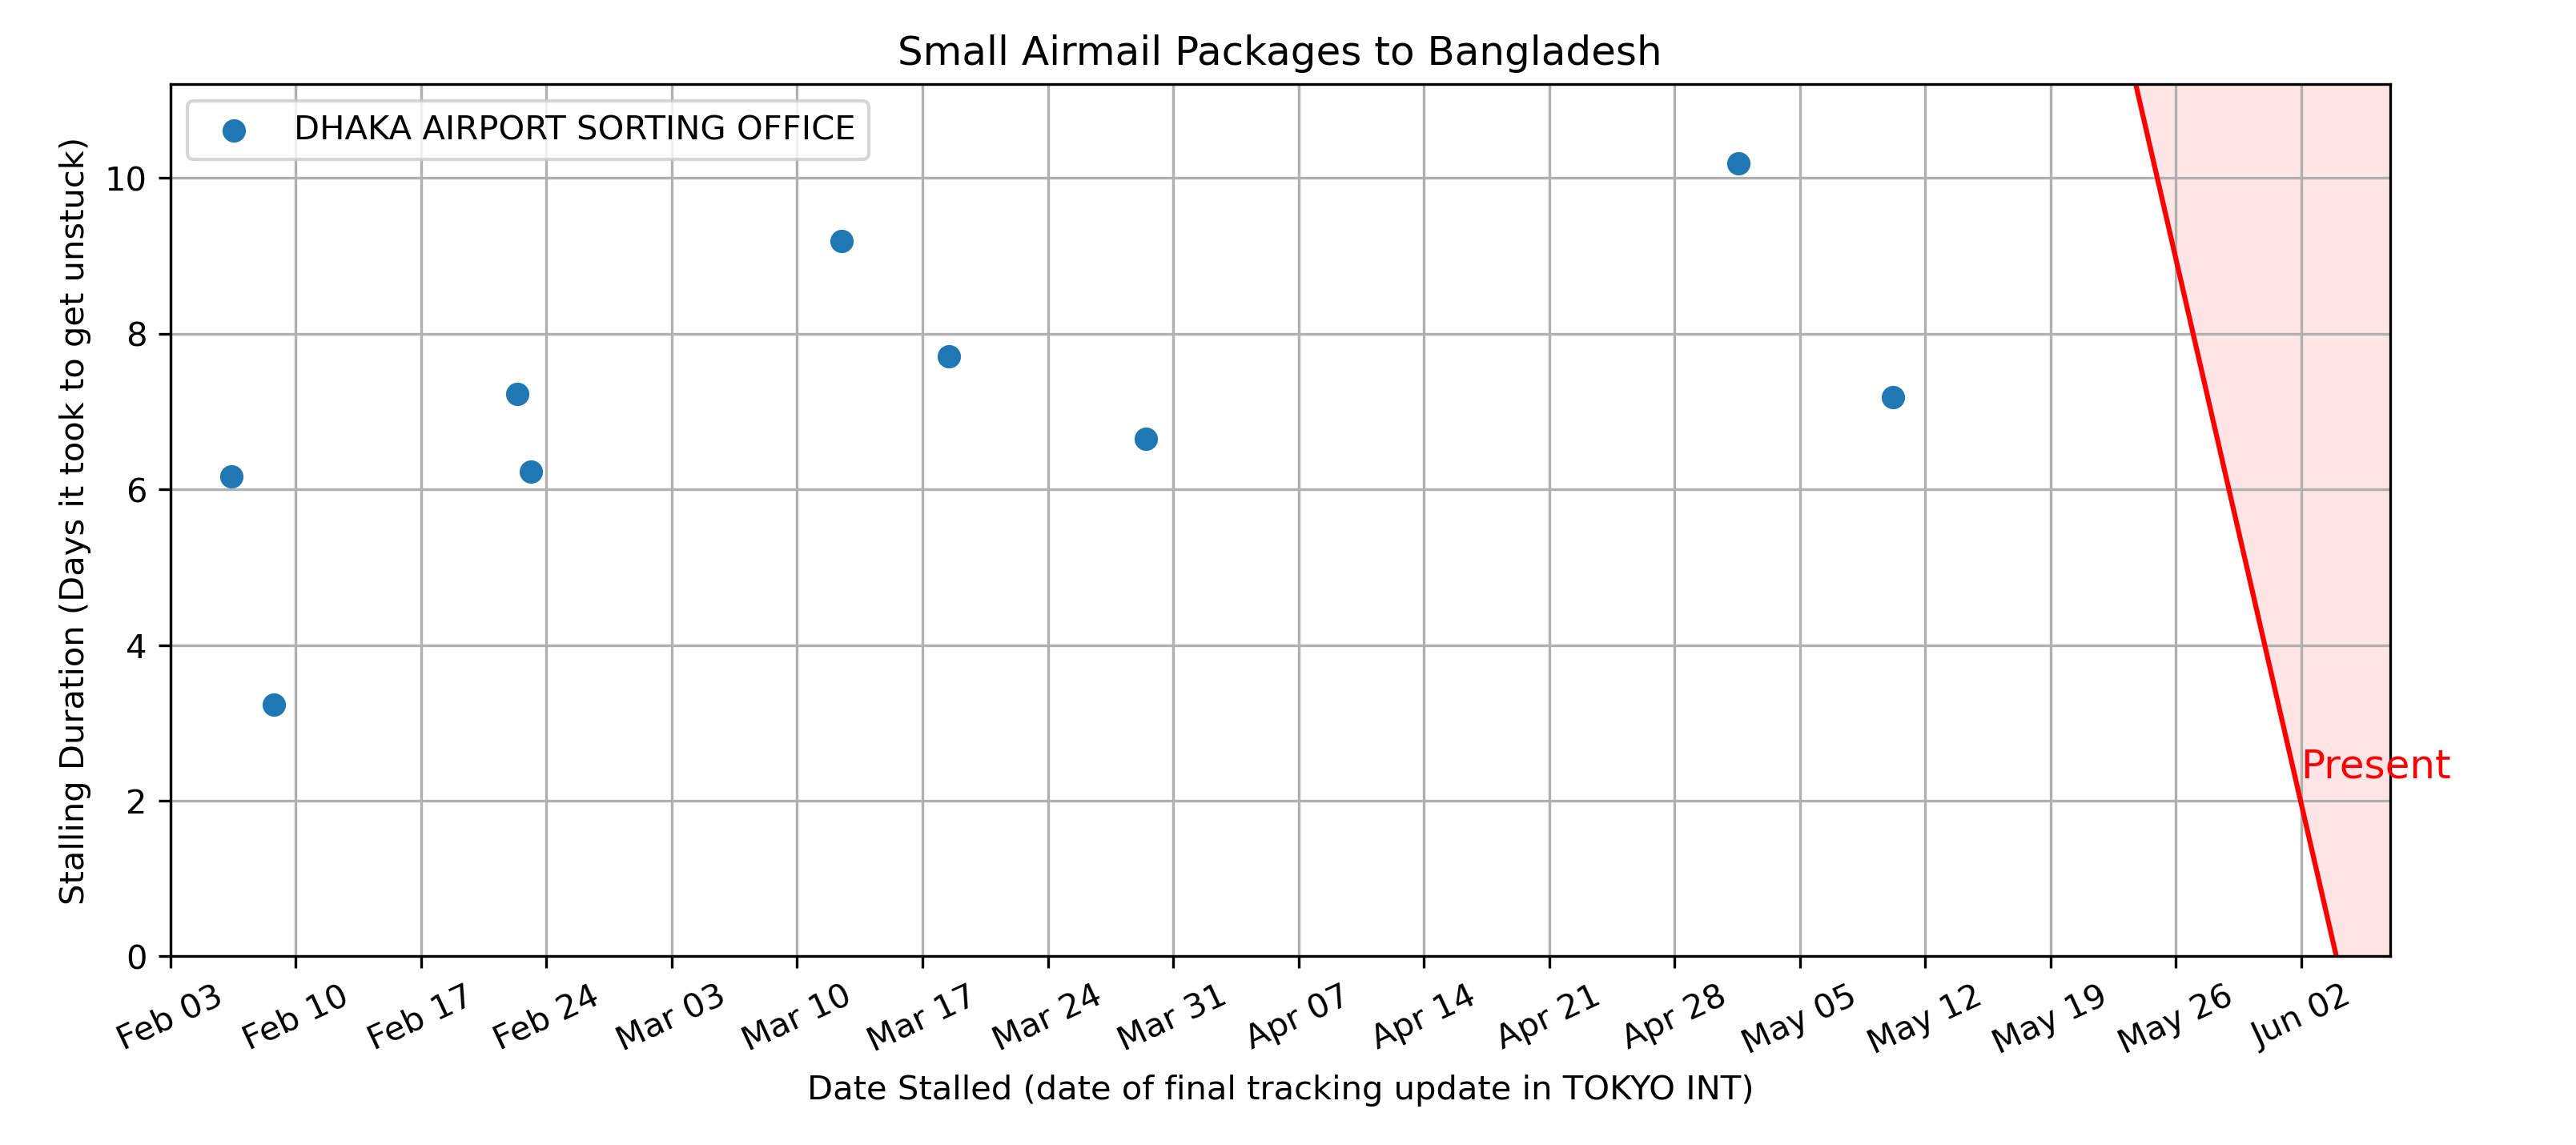 Small Airmail Packages to Bangladesh
DHAKA AIRPORT SORTING OFFICE
Stalling Duration (Days it took to get unstuck)
10
8
6
4
2
0
Present
Feb 03
Feb 10
Feb 17
Feb 24
Mar 03
Mar 10
Mar 17
Mar 24
Mar 31
Apr 07
Apr 14
Apr 21
Apr 28
May 05
May 12
May 19
May 26
Jun 02
Date Stalled (date of final tracking update in TOKYO INT)